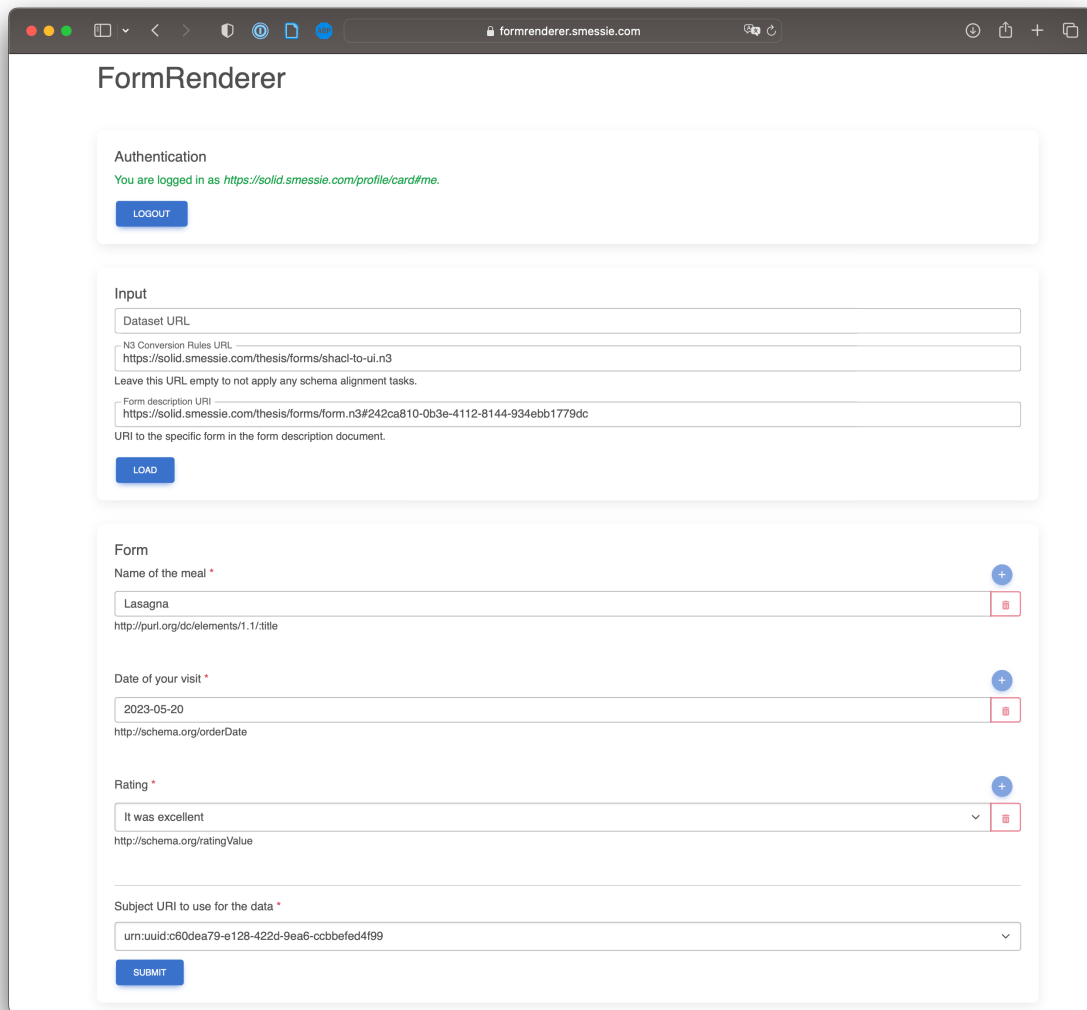 formrenderer.smessie.com
FormRenderer
Authentication
You are logged in as https://solid.smessie.com/profile/card#me.
LOGOUT
Input
Dataset URL
N3 Conversion Rules URL
https://solid.smessie.com/thesis/forms/shacl-to-ui.n3
Leave this URL empty to not apply any schema alignment tasks.
Form description URI
https://solid.smessie.com/thesis/forms/form.n3#242ca810-0b3e-4112-8144-934ebb1779dc
URI to the specific form in the form description document.
LOAD
Form
Name of the meal *
Lasagna
http://purl.org/dc/elements/1.1/:title
Date of your visit *
2023-05-20
http://schema.org/orderDate
Rating *
It was excellent
http://schema.org/ratingValue
Subject URI to use for the data *
urn:uuid:c60dea79-e128-422d-9ea6-ccbbefed4f99
SUBMIT